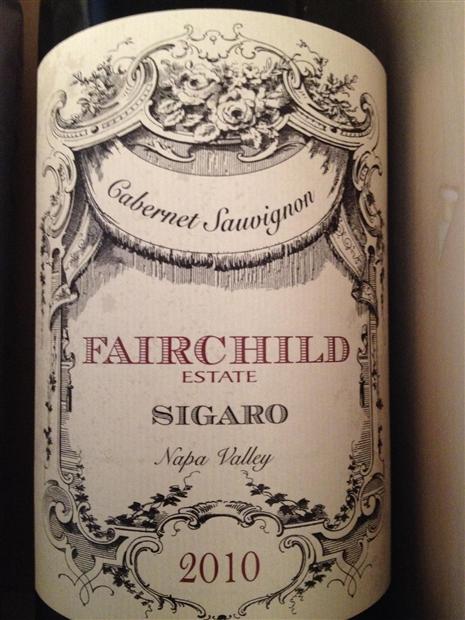 Cabernet Sauvignon
FAIRCHILD
ESTATE
SIGARO
Napa Valley
2010